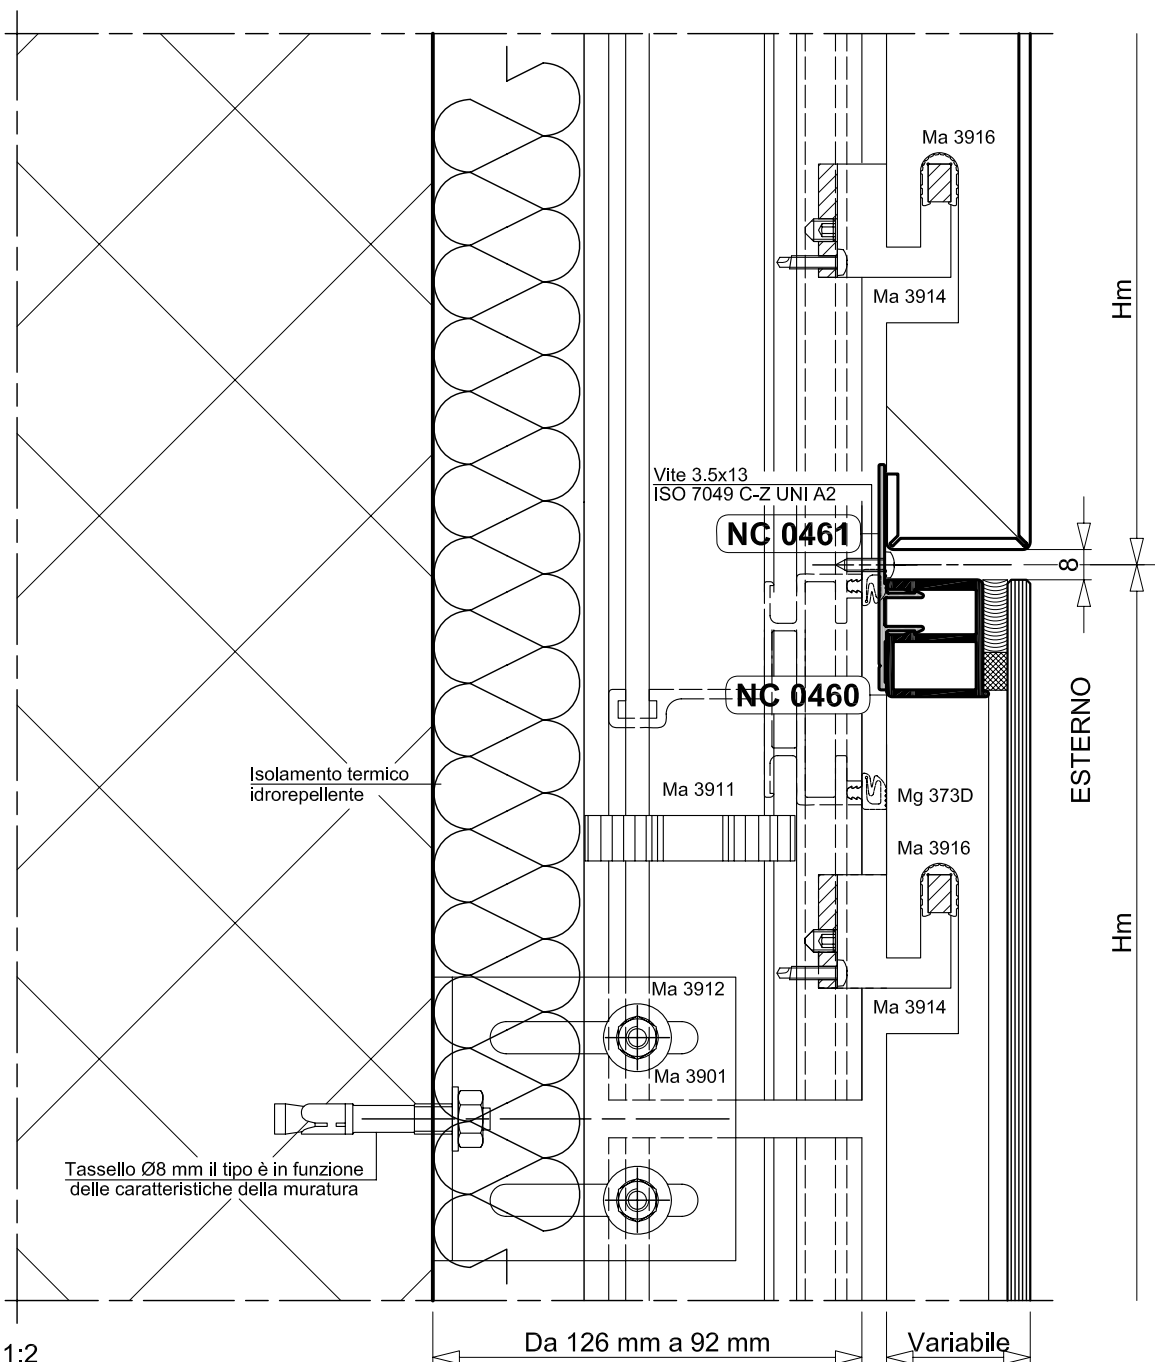 Ma 3916
Ma 3914
Hm
Vite 3.5x13
ISO 7049 C-Z UNI A2
NC 0461
8
NC 0460
ESTERNO
Isolamento termico
idrorepellente
Ma 3911
Mg 373D
Ma 3916
Hm
Ma 3912
Ma 3914
Ma 3901
Tassello Ø8 mm il tipo è in funzione
delle caratteristiche della muratura
1:2
Da 126 mm a 92 mm
Variabile